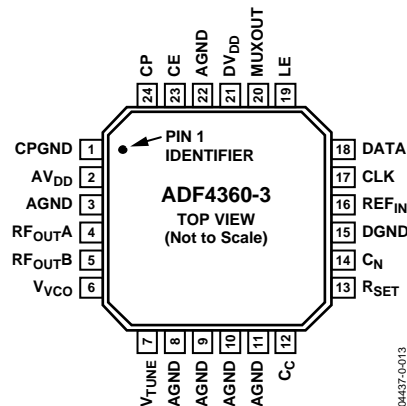 CP
CE
AGND
DVDD
MUXOUT
LE
24
23
22
21
20
19
CPGND 1
AVDD 2
AGND 3
RFOUTA 4
RFOUTB 5
VVCO 6
PIN 1
IDENTIFIER
ADF4360-3
TOP VIEW
(Not to Scale)
18 DATA
17 CLK
16 REFIN
15 DGND
14 CN
13 RSET
7
8
9
10
11
12
VTUNE
AGND
AGND
AGND
AGND
CC
04437-0-013